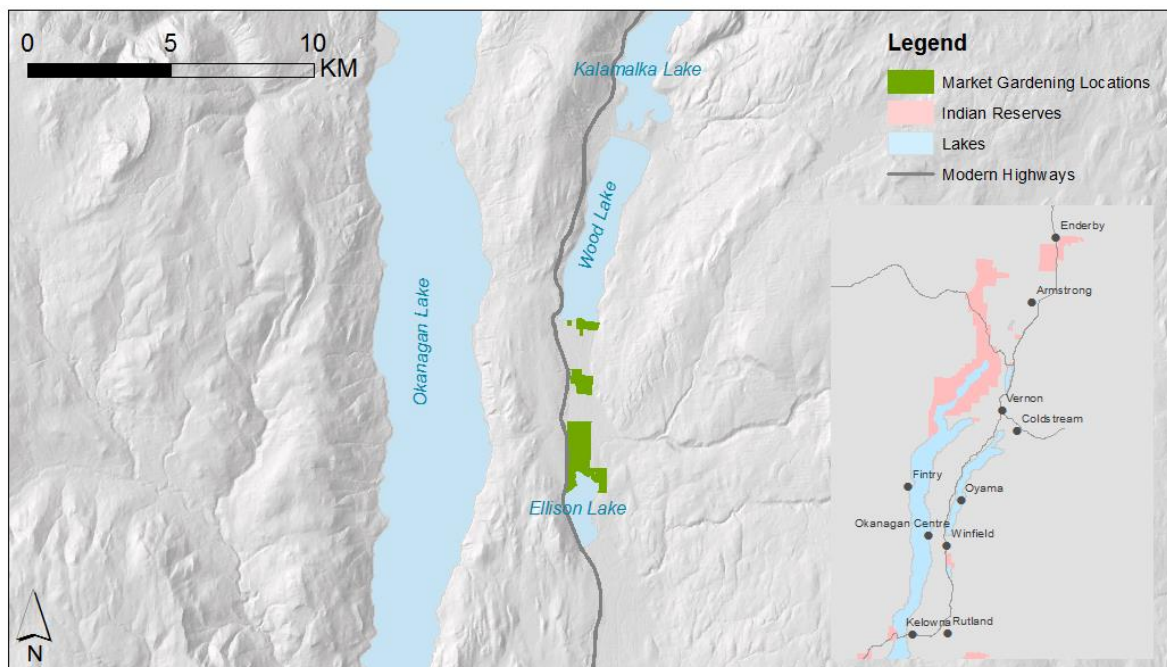 0 5 10
KM
Kalamalka Lake
Wood Lake
Okanagan Lake
Ellison Lake
N
Legend
Market Gardening Locations
Indian Reserves
Lakes
Modern Highways
Enderby
Armstrong
Vernon
Coldstream
Fintry
Oyama
Okanagan Centre
Winfield
Kelowna
Rutland